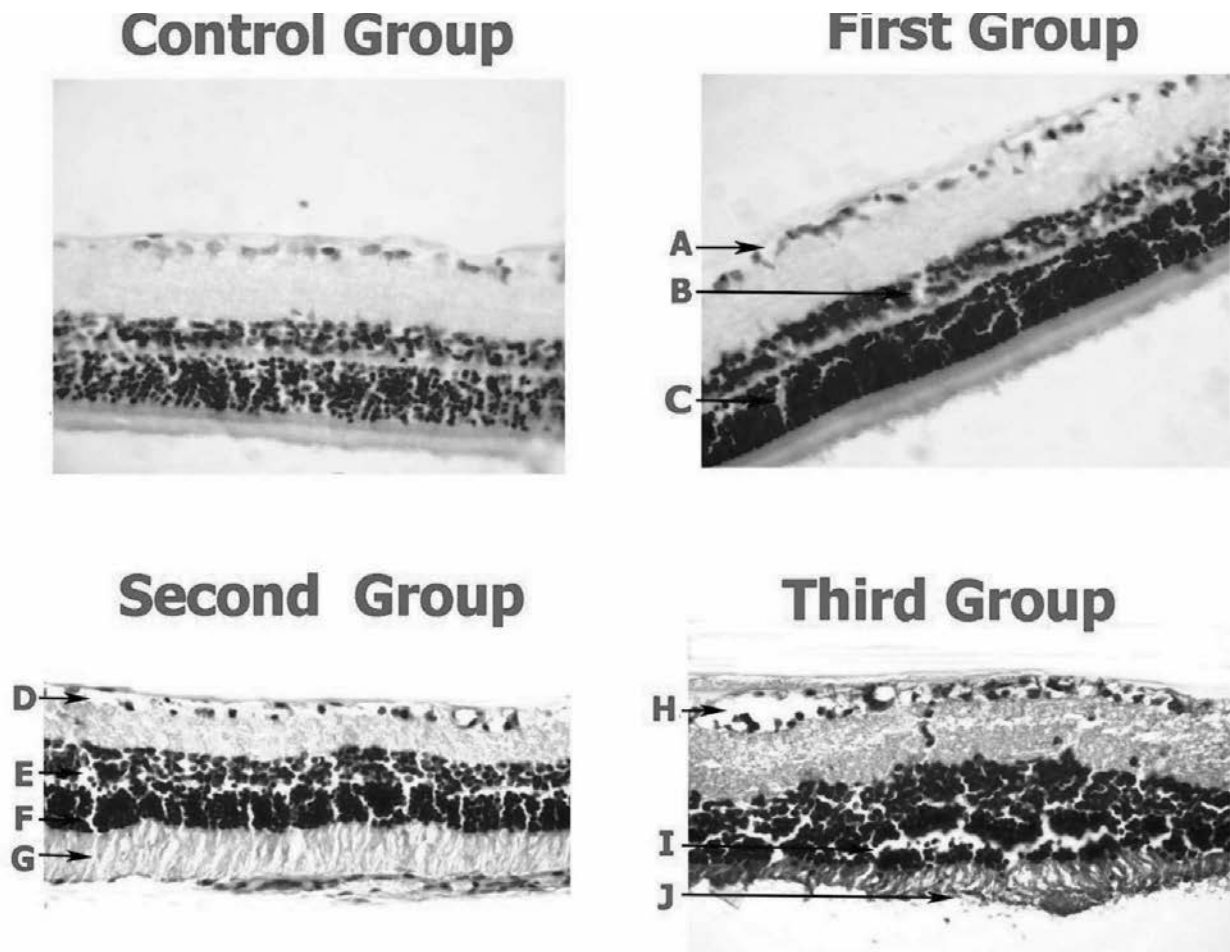 Control Group
First Group
A
B
C
Second Group
Third Group
D
E
F
G
H
I
J